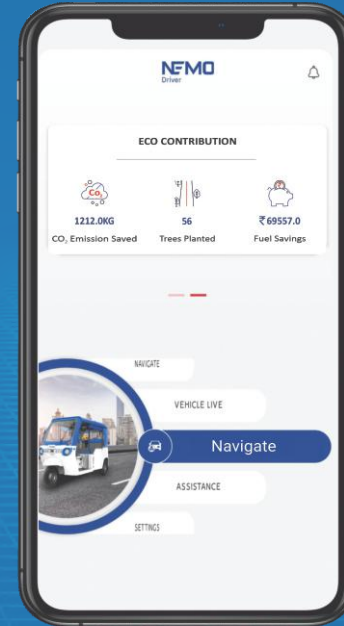 NEMO
Driver
ECO CONTRIBUTION
CO₂
1212.0KG
56
₹69557.0
CO₂ Emission Saved
Trees Planted
Fuel Savings
NAVIGATE
VEHICLE LIVE
Navigate
ASSISTANCE
SETTINGS